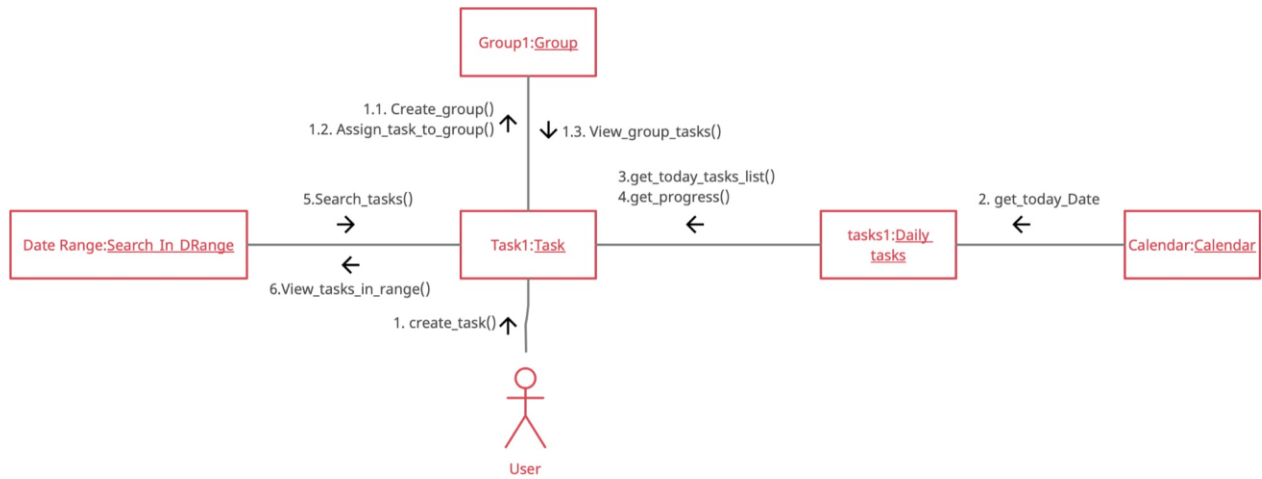 Group1:Group
1.1. Create_group()
1.2. Assign_task_to_group()
1.3. View_group_tasks()
3.get_today_tasks_list()
4.get_progress()
5.Search_tasks()
2. get_today_Date
Date Range:Search_In_DRange
Task1:Task
tasks1:Daily
tasks
Calendar:Calendar
6.View_tasks_in_range()
1. create_task()
User